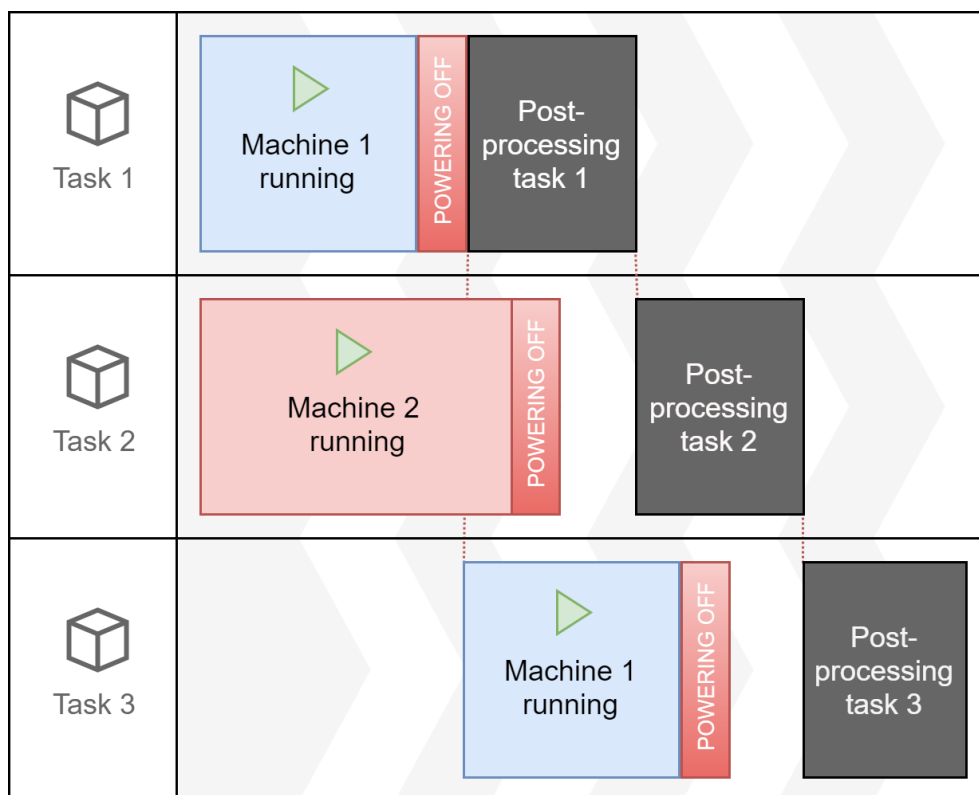 Task 1
Machine 1
running
POWERING OFF
Post-
processing
task 1
Task 2
Machine 2
running
POWERING OFF
Post-
processing
task 2
Task 3
Machine 1
running
POWERING OFF
Post-
processing
task 3